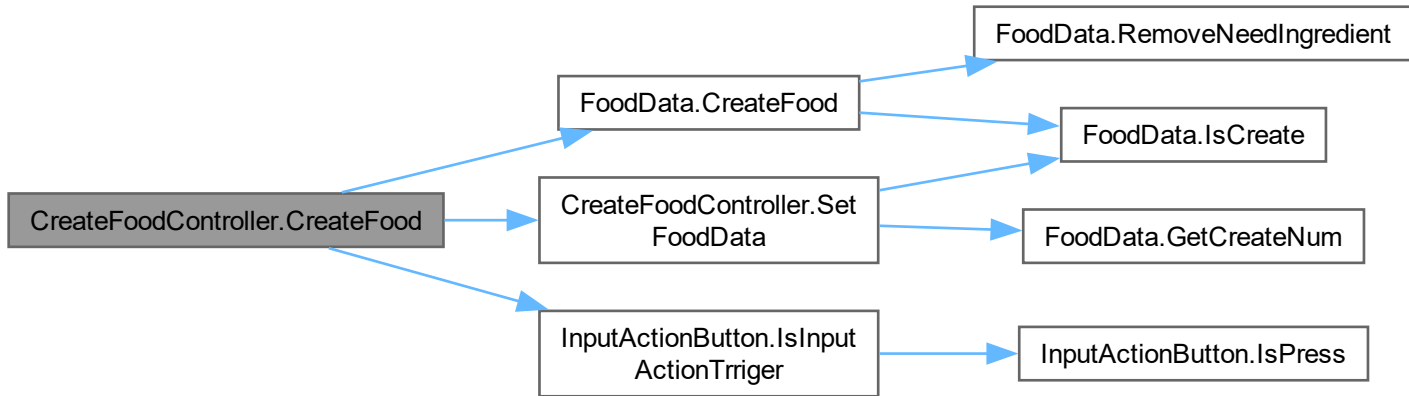 CreateFoodController.CreateFood
FoodData.CreateFood
CreateFoodController.Set
FoodData
InputActionButton.IsInput
ActionTrriger
FoodData.RemoveNeedIngredient
FoodData.IsCreate
FoodData.GetCreateNum
InputActionButton.IsPress